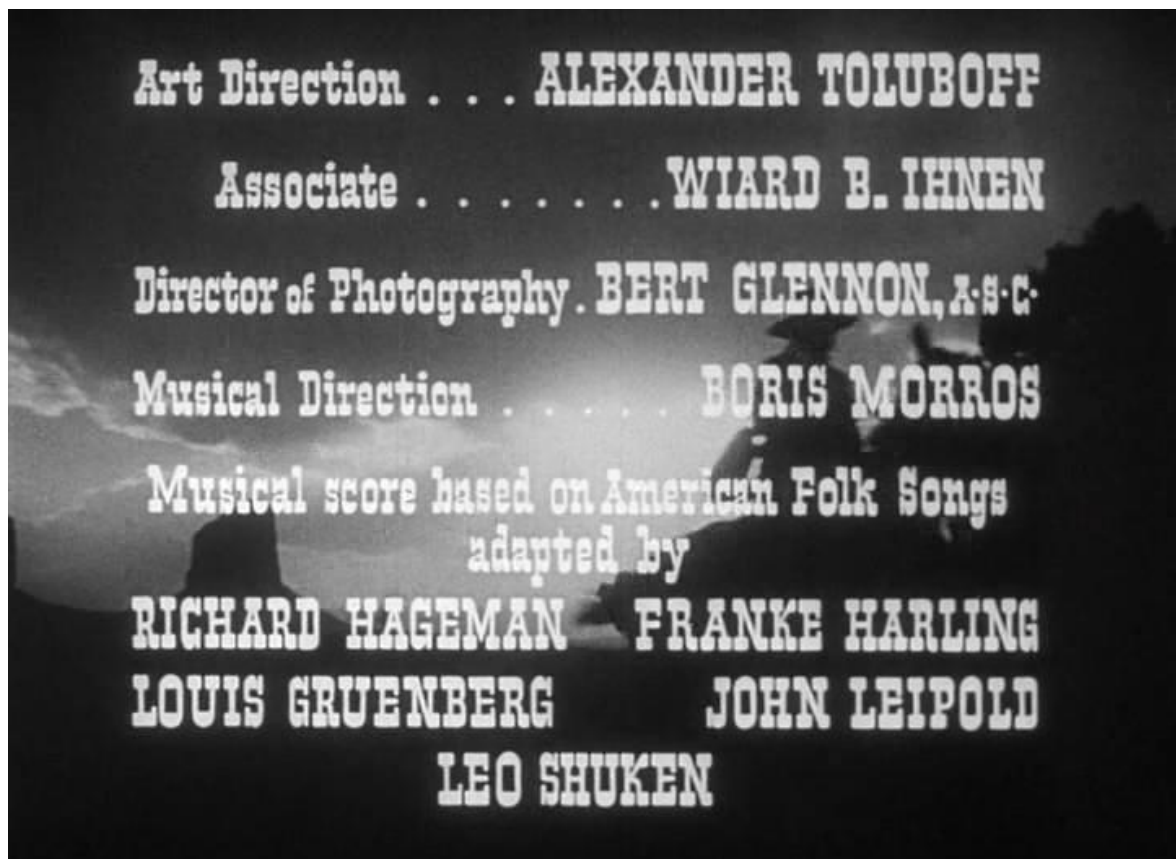 Art Direction . . . ALEXANDER TOLUBOFF
Associate . . . . . . . WIARD B. IHNEN
Director of Photography . BERT GLENNON, A·S·C·
Musical Direction . . . . . . BORIS MORROS
Musical score based on American Folk Songs
adapted by
RICHARD HAGEMAN FRANKE HARLING
LOUIS GRUENBERG JOHN LEIPOLD
LEO SHUKEN